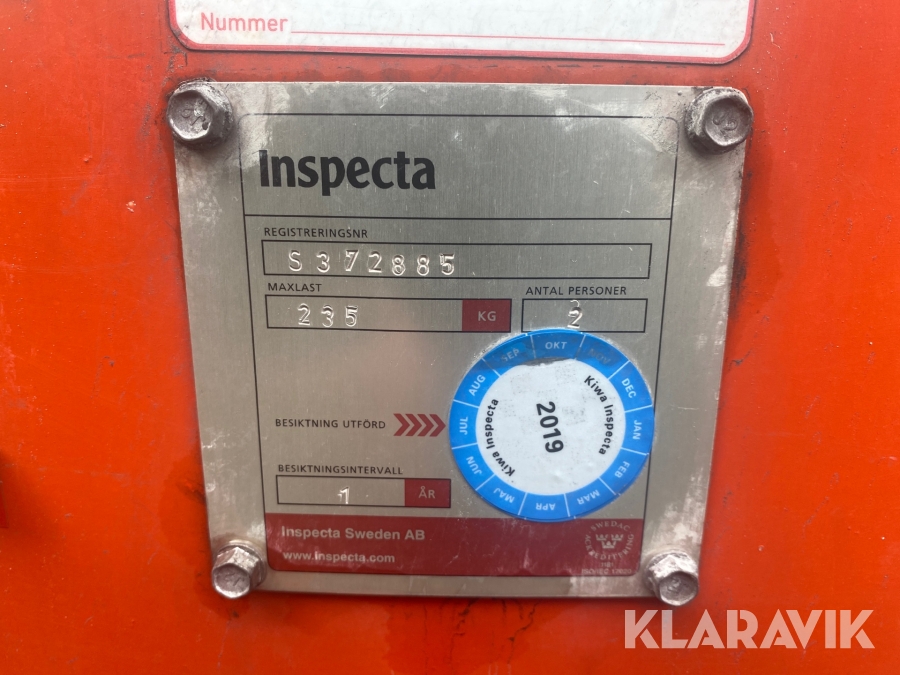 Nummer
Inspecta
REGISTRERINGSNR
S372885
MAXLAST
235 KG
ANTAL PERSONER
2
BESIKTNING UTFÖRD
SEP OKT NOV DEC JAN FEB MAR APR MAJ JUN JUL AUG
Kiwa Inspecta
2019
Kiwa Inspecta
BESIKTNINGSINTERVALL
1 ÅR
Inspecta Sweden AB
www.inspecta.com
SWEDAC
ACKREDITERING
KLARAVIK